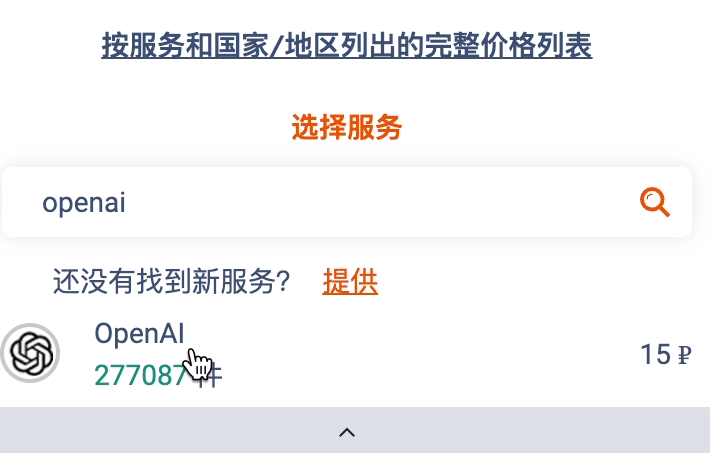 按服务和国家/地区列出的完整价格列表
选择服务
openai
还没有找到新服务? 提供
OpenAI
277087 件
15 ₽